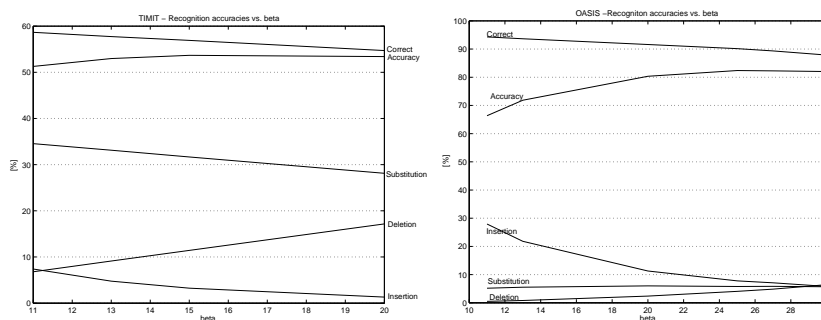 TIMIT – Recognition accuracies vs. beta
60
50
40
30
20
10
0
[%]
11 12 13 14 15 16 17 18 19 20
beta
Correct
Accuracy
Substitution
Deletion
Insertion
OASIS –Recogniton accuracies vs. beta
100
90
80
70
60
50
40
30
20
10
0
[%]
10 12 14 16 18 20 22 24 26 28
beta
Correct
Accuracy
Insertion
Substitution
Deletion